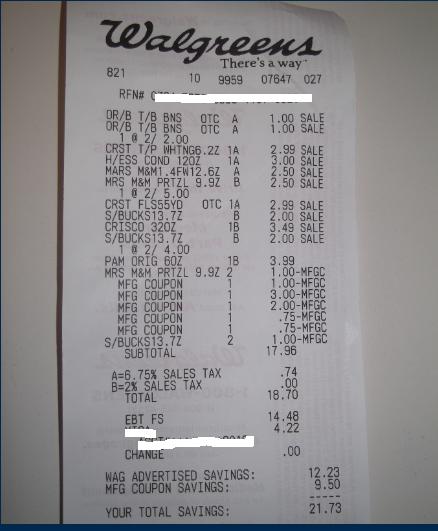 Walgreens
There's a way
821 10 9959 07647 027
RFN#
OR/B T/B BNS OTC A 1.00 SALE
OR/B T/B BNS OTC A 1.00 SALE
1 @ 2/ 2.00
CRST T/P WHTNG6.2Z 1A 2.99 SALE
H/ESS COND 12OZ 1A 3.00 SALE
MARS M&M1.4FW12.6Z A 2.50 SALE
MRS M&M PRTZL 9.9Z B 2.50 SALE
1 @ 2/ 5.00
CRST FLS55YD OTC 1A 2.99 SALE
S/BUCKS13.7Z B 2.00 SALE
CRISCO 32OZ 1B 3.49 SALE
S/BUCKS13.7Z B 2.00 SALE
1 @ 2/ 4.00
PAM ORIG 6OZ 1B 3.99
MRS M&M PRTZL 9.9Z 2 1.00-MFGC
MFG COUPON 1 1.00-MFGC
MFG COUPON 1 3.00-MFGC
MFG COUPON 1 2.00-MFGC
MFG COUPON 1 .75-MFGC
MFG COUPON 1 .75-MFGC
S/BUCKS13.7Z 2 1.00-MFGC
SUBTOTAL 17.96
A=6.75% SALES TAX .74
B=2% SALES TAX .00
TOTAL 18.70
EBT FS 14.48
4.22
CHANGE .00
WAG ADVERTISED SAVINGS: 12.23
MFG COUPON SAVINGS: 9.50
-----
YOUR TOTAL SAVINGS: 21.73